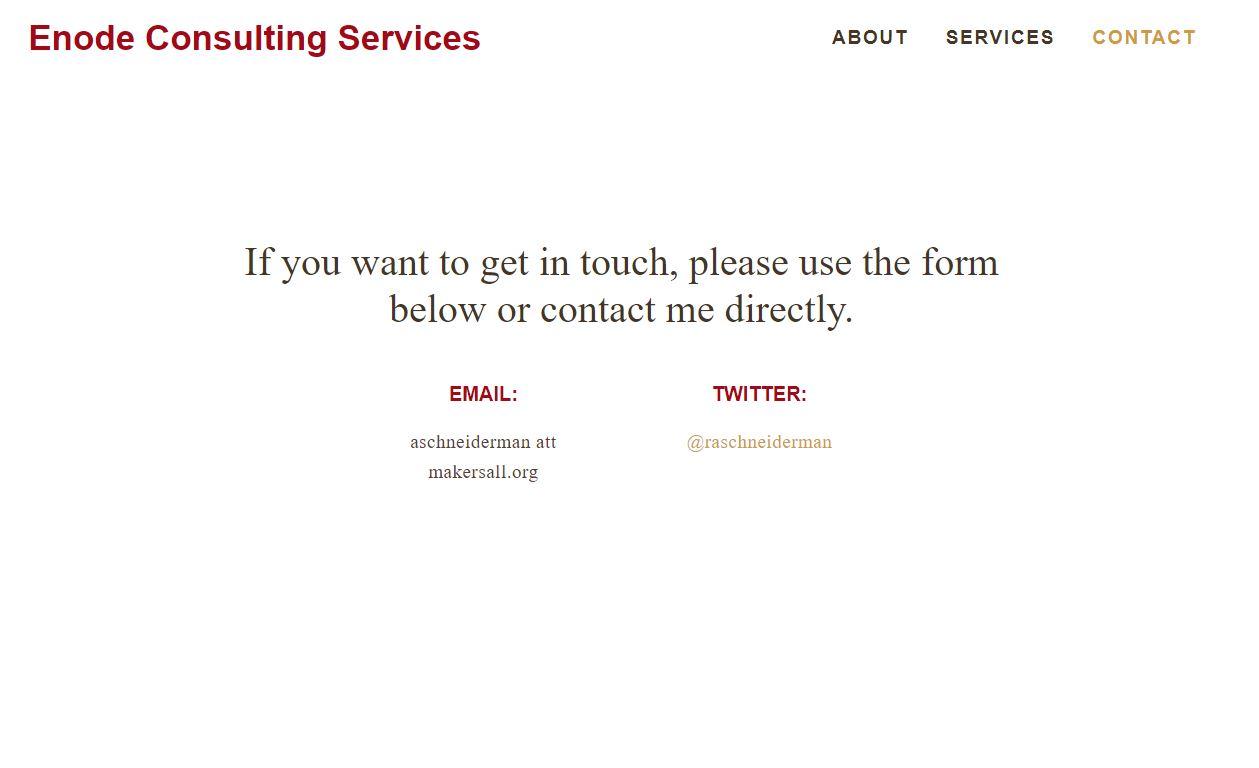 Enode Consulting Services
ABOUT SERVICES CONTACT
If you want to get in touch, please use the form
below or contact me directly.
EMAIL:
aschneiderman att
makersall.org
TWITTER:
@raschneiderman